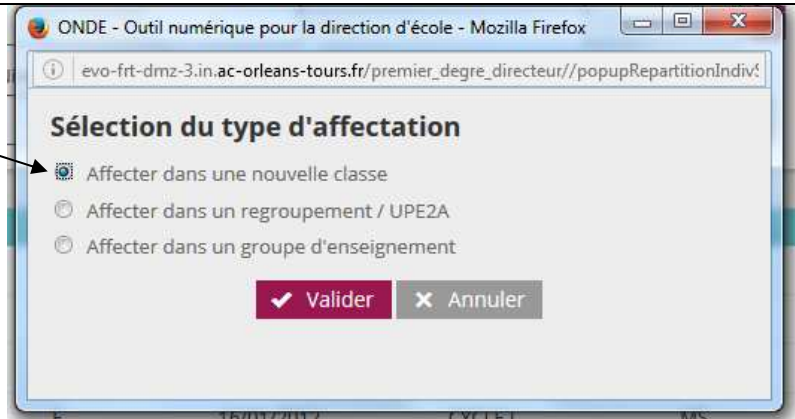 ONDE - Outil numérique pour la direction d'école - Mozilla Firefox
evo-frt-dmz-3.in.ac-orleans-tours.fr/premier_degre_directeur//popupRepartitionIndiv
Sélection du type d'affectation
Affecter dans une nouvelle classe
Affecter dans un regroupement / UPE2A
Affecter dans un groupe d'enseignement
Valider Annuler